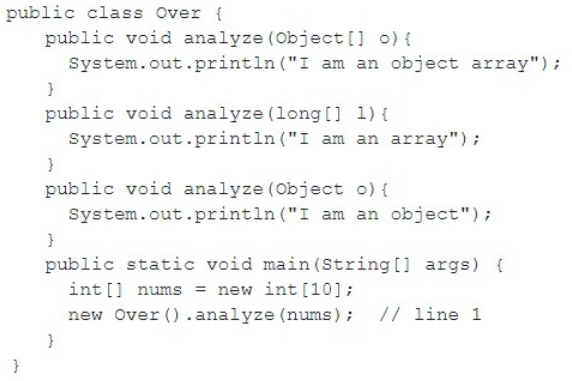 public class Over {
public void analyze(Object[] o){
System.out.println("I am an object array");
}
public void analyze(long[] l){
System.out.println("I am an array");
}
public void analyze(Object o){
System.out.println("I am an object");
}
public static void main(String[] args) {
int[] nums = new int[10];
new Over().analyze(nums);  // line 1
}
}